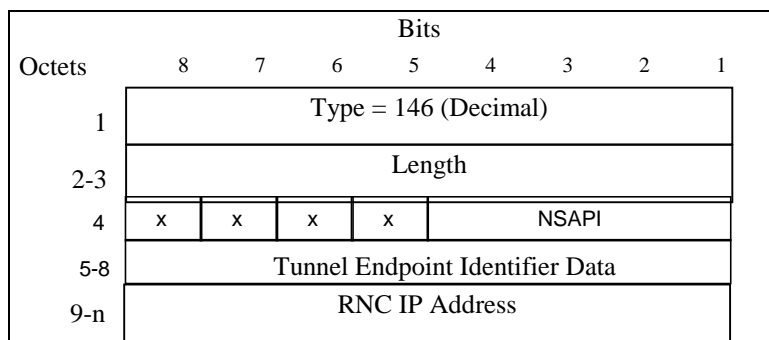 Bits
Octets 8 7 6 5 4 3 2 1
1 Type = 146 (Decimal)
2-3 Length
4 x x x x NSAPI
5-8 Tunnel Endpoint Identifier Data
9-n RNC IP Address